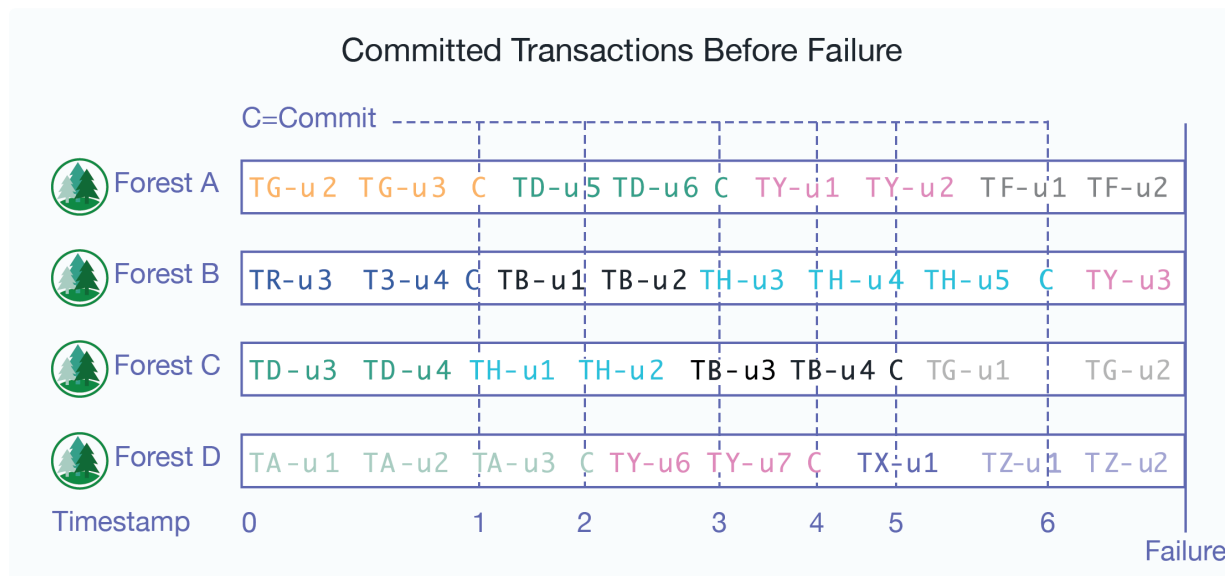 Committed Transactions Before Failure
C=Commit
Forest A TG-u2 TG-u3 C TD-u5 TD-u6 C TY-u1 TY-u2 TF-u1 TF-u2
Forest B TR-u3 T3-u4 C TB-u1 TB-u2 TH-u3 TH-u4 TH-u5 C TY-u3
Forest C TD-u3 TD-u4 TH-u1 TH-u2 TB-u3 TB-u4 C TG-u1 TG-u2
Forest D TA-u1 TA-u2 TA-u3 C TY-u6 TY-u7 C TX-u1 TZ-u1 TZ-u2
Timestamp 0 1 2 3 4 5 6
Failure